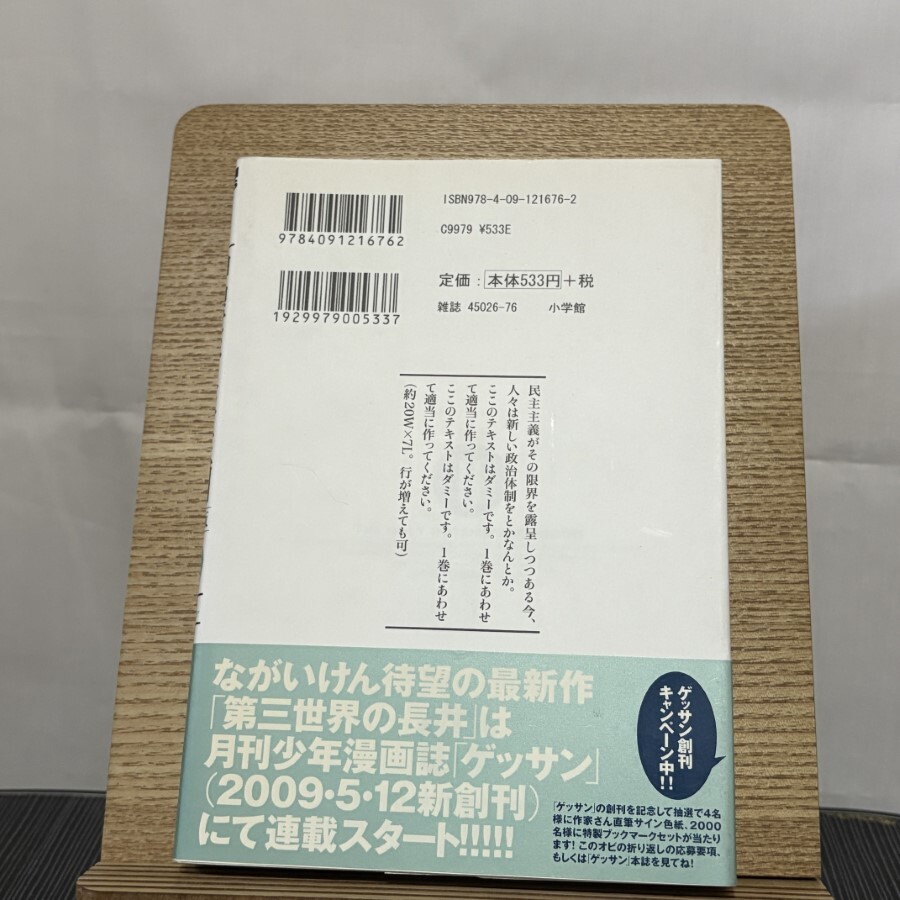 ISBN978-4-09-121676-2
9784091216762
C9979 ¥533E
定価：本体533円＋税
1929979005337
雑誌 45026-76 小学館
民主主義がその限界を露呈しつつある今、
人々は新しい政治体制をとかなんとか。
ここのテキストはダミーです。1巻にあわせ
て適当に作ってください。
ここのテキストはダミーです。1巻にあわせ
て適当に作ってください。
(約20W×7L。行が増えても可)
ながいけん待望の最新作
「第三世界の長井」は
月刊少年漫画誌「ゲッサン」
(2009・5・12新創刊)
にて連載スタート!!!!!
ゲッサン創刊
キャンペーン中!!
「ゲッサン」の創刊を記念して抽選で4名
様に作家さん直筆サイン色紙、2000
名様に特製ブックマークセットが当たり
ます!このオビの折り返しの応募要項、
もしくは「ゲッサン」本誌を見てね!